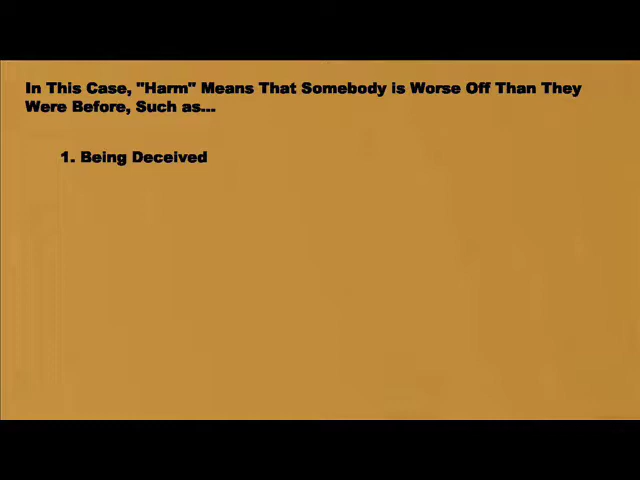 In This Case, "Harm" Means That Somebody is Worse Off Than They
Were Before, Such as...
1. Being Deceived